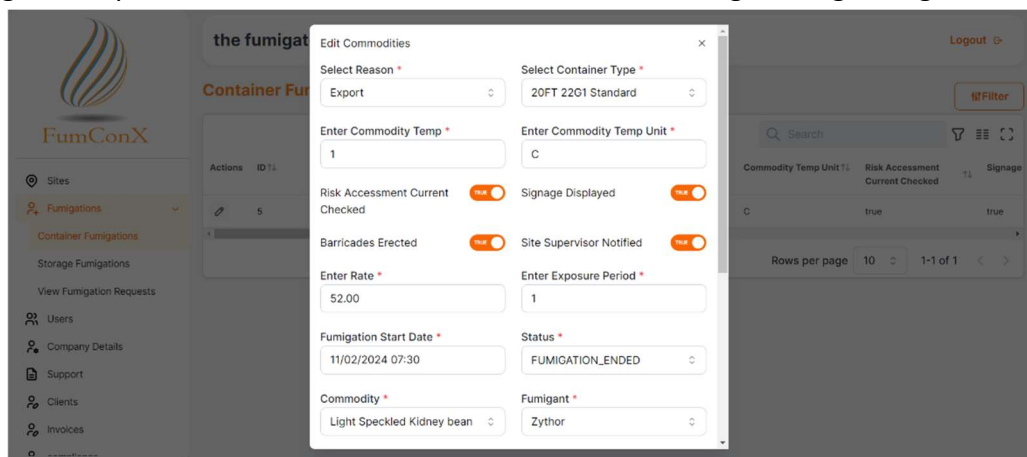 the fumigat
Logout
Container Fur
Filter
FumConX
Search
Actions ID
Commodity Temp Unit
Risk Accessment
Current Checked
Signage
5
C
true
true
Rows per page 10 1-1 of 1
Sites
Fumigations
Container Fumigations
Storage Fumigations
View Fumigation Requests
Users
Company Details
Support
Clients
Invoices
Edit Commodities ×
Select Reason * Select Container Type *
Export 20FT 22G1 Standard
Enter Commodity Temp * Enter Commodity Temp Unit *
1 C
Risk Accessment Current
Checked
TRUE Signage Displayed TRUE
Barricades Erected TRUE Site Supervisor Notified TRUE
Enter Rate * Enter Exposure Period *
52.00 1
Fumigation Start Date * Status *
11/02/2024 07:30 FUMIGATION_ENDED
Commodity * Fumigant *
Light Speckled Kidney bean Zythor